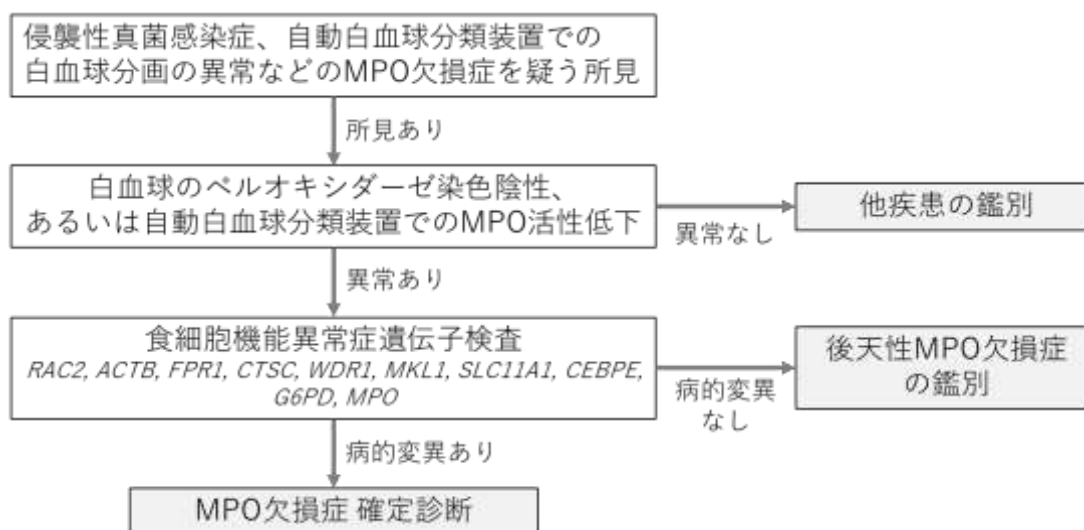 侵襲性真菌感染症、自動白血球分類装置での
白血球分画の異常などのMPO欠損症を疑う所見
所見あり
白血球のペルオキシダーゼ染色陰性、
あるいは自動白血球分類装置でのMPO活性低下
異常なし
他疾患の鑑別
異常あり
食細胞機能異常症遺伝子検査
RAC2, ACTB, FPR1, CTSC, WDR1, MKL1, SLC11A1, CEBPE,
G6PD, MPO
病的変異
なし
後天性MPO欠損症
の鑑別
病的変異あり
MPO欠損症 確定診断